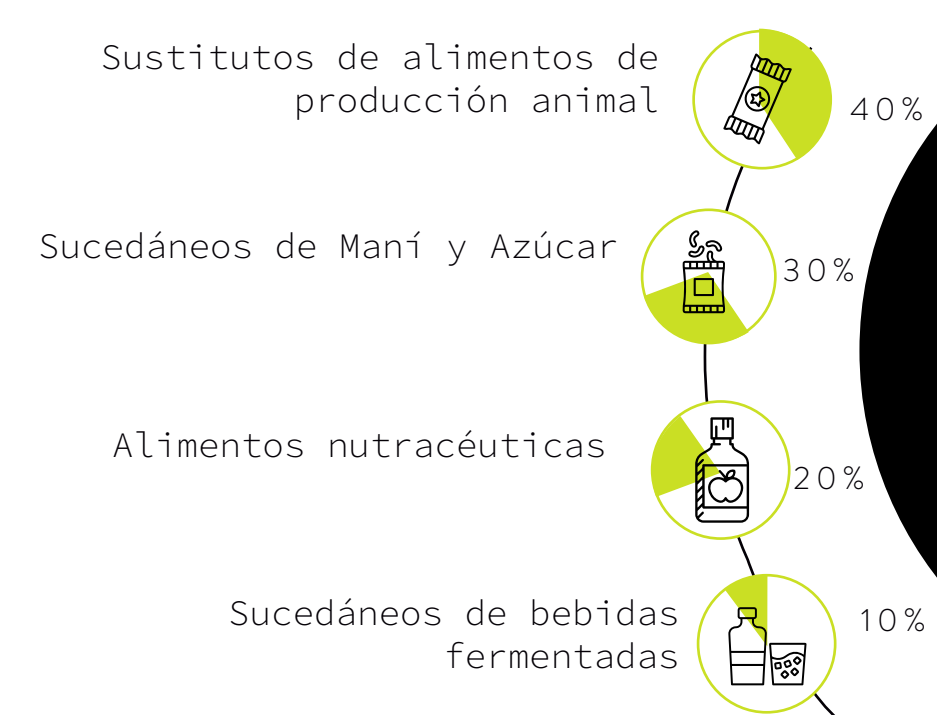 Sustitutos de alimentos de
producción animal
40%
Sucedáneos de Maní y Azúcar
30%
Alimentos nutracéuticas
20%
Sucedáneos de bebidas
fermentadas
10%